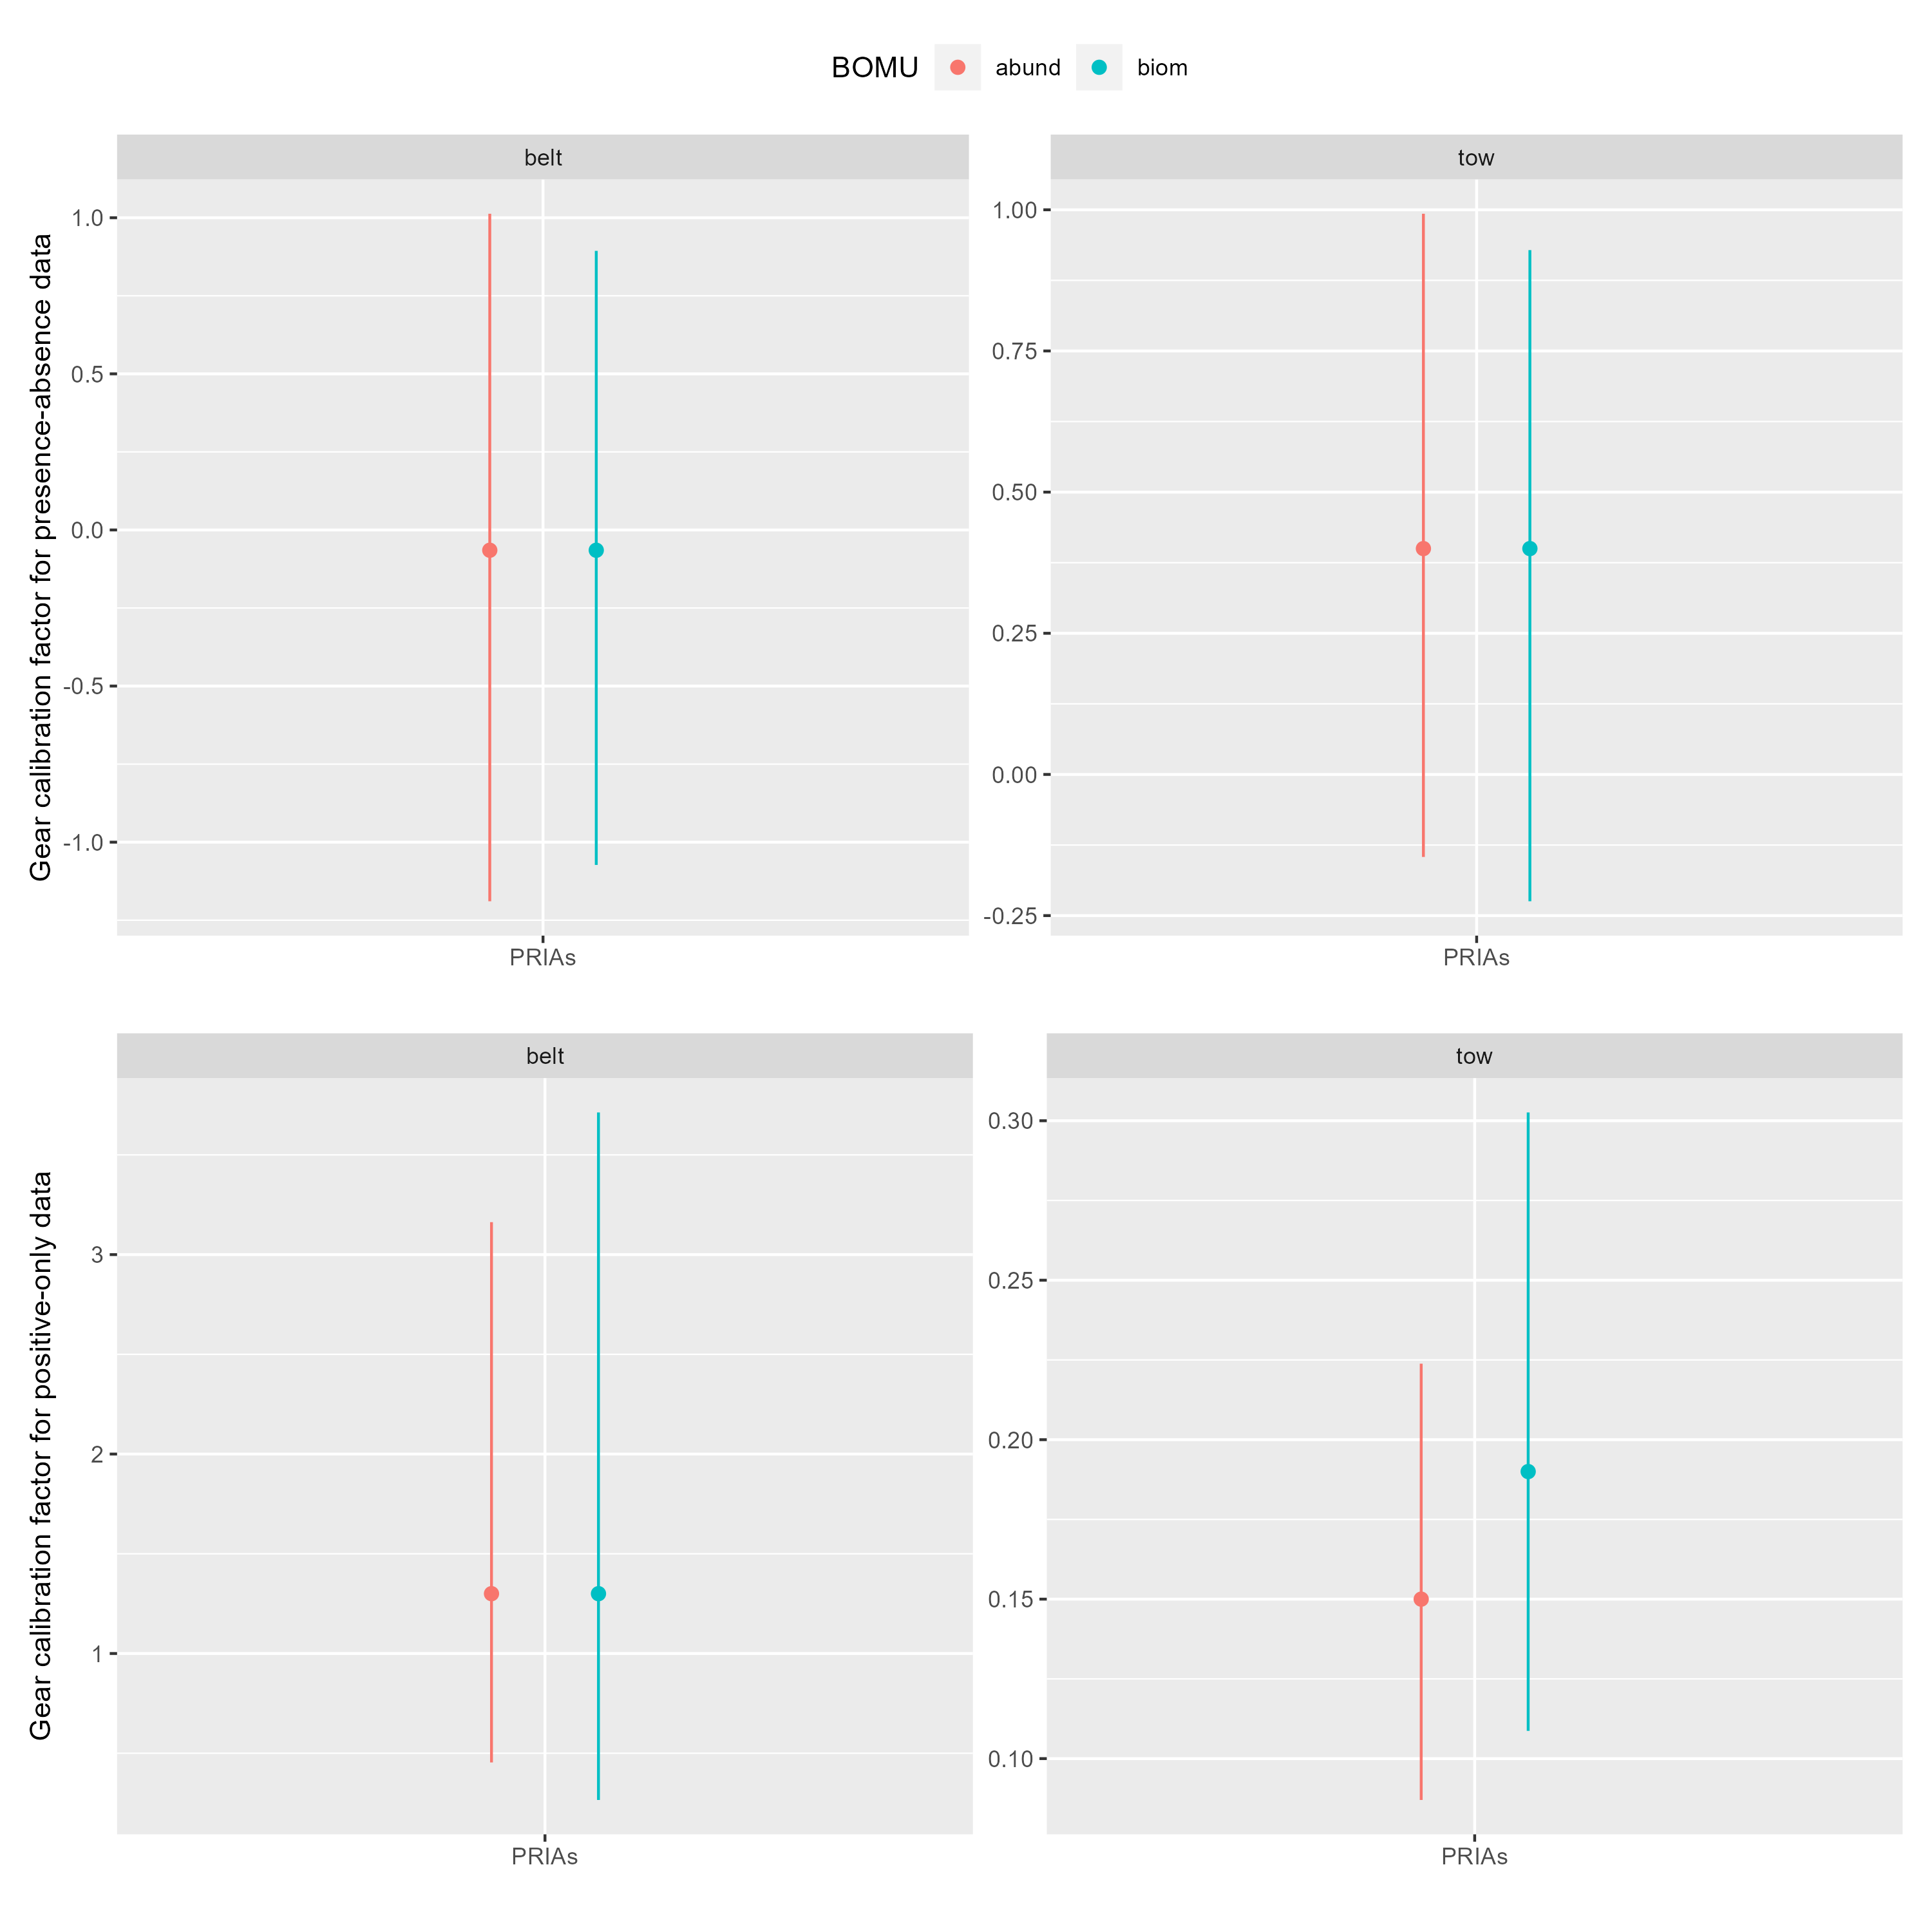 BOMU abund biom
belt
tow
Gear calibration factor for presence-absence data
1.0
0.5
0.0
-0.5
-1.0
1.00
0.75
0.50
0.25
0.00
-0.25
PRIAs
PRIAs
belt
tow
Gear calibration factor for positive-only data
3
2
1
0.30
0.25
0.20
0.15
0.10
PRIAs
PRIAs